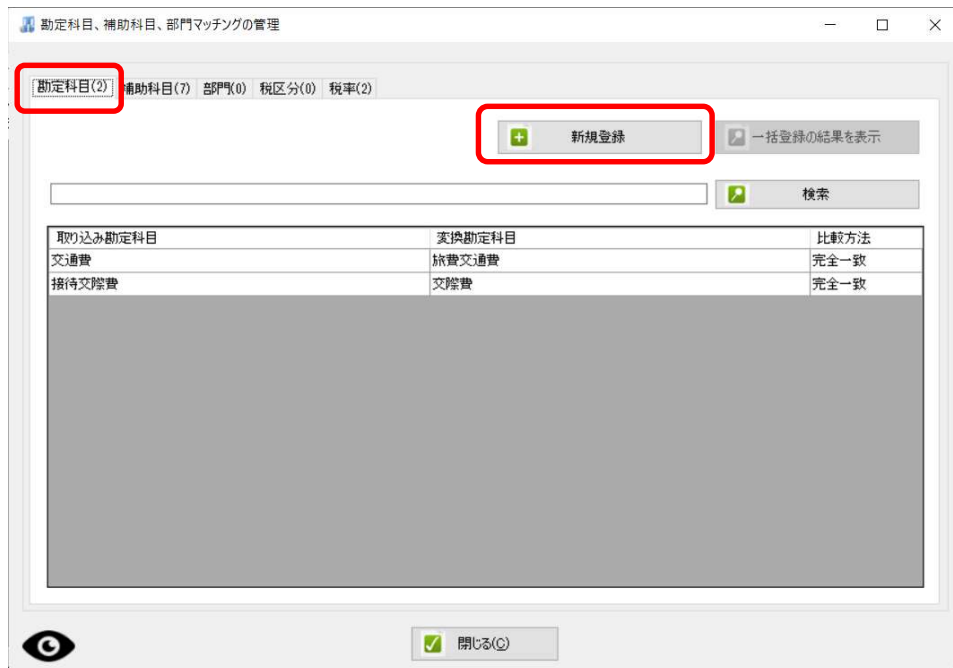 勘定科目、補助科目、部門マッチングの管理
勘定科目(2) 補助科目(7) 部門(0) 税区分(0) 税率(2)
新規登録 一括登録の結果を表示
検索
取り込み勘定科目 変換勘定科目 比較方法
交通費 旅費交通費 完全一致
接待交際費 交際費 完全一致
閉じる(C)